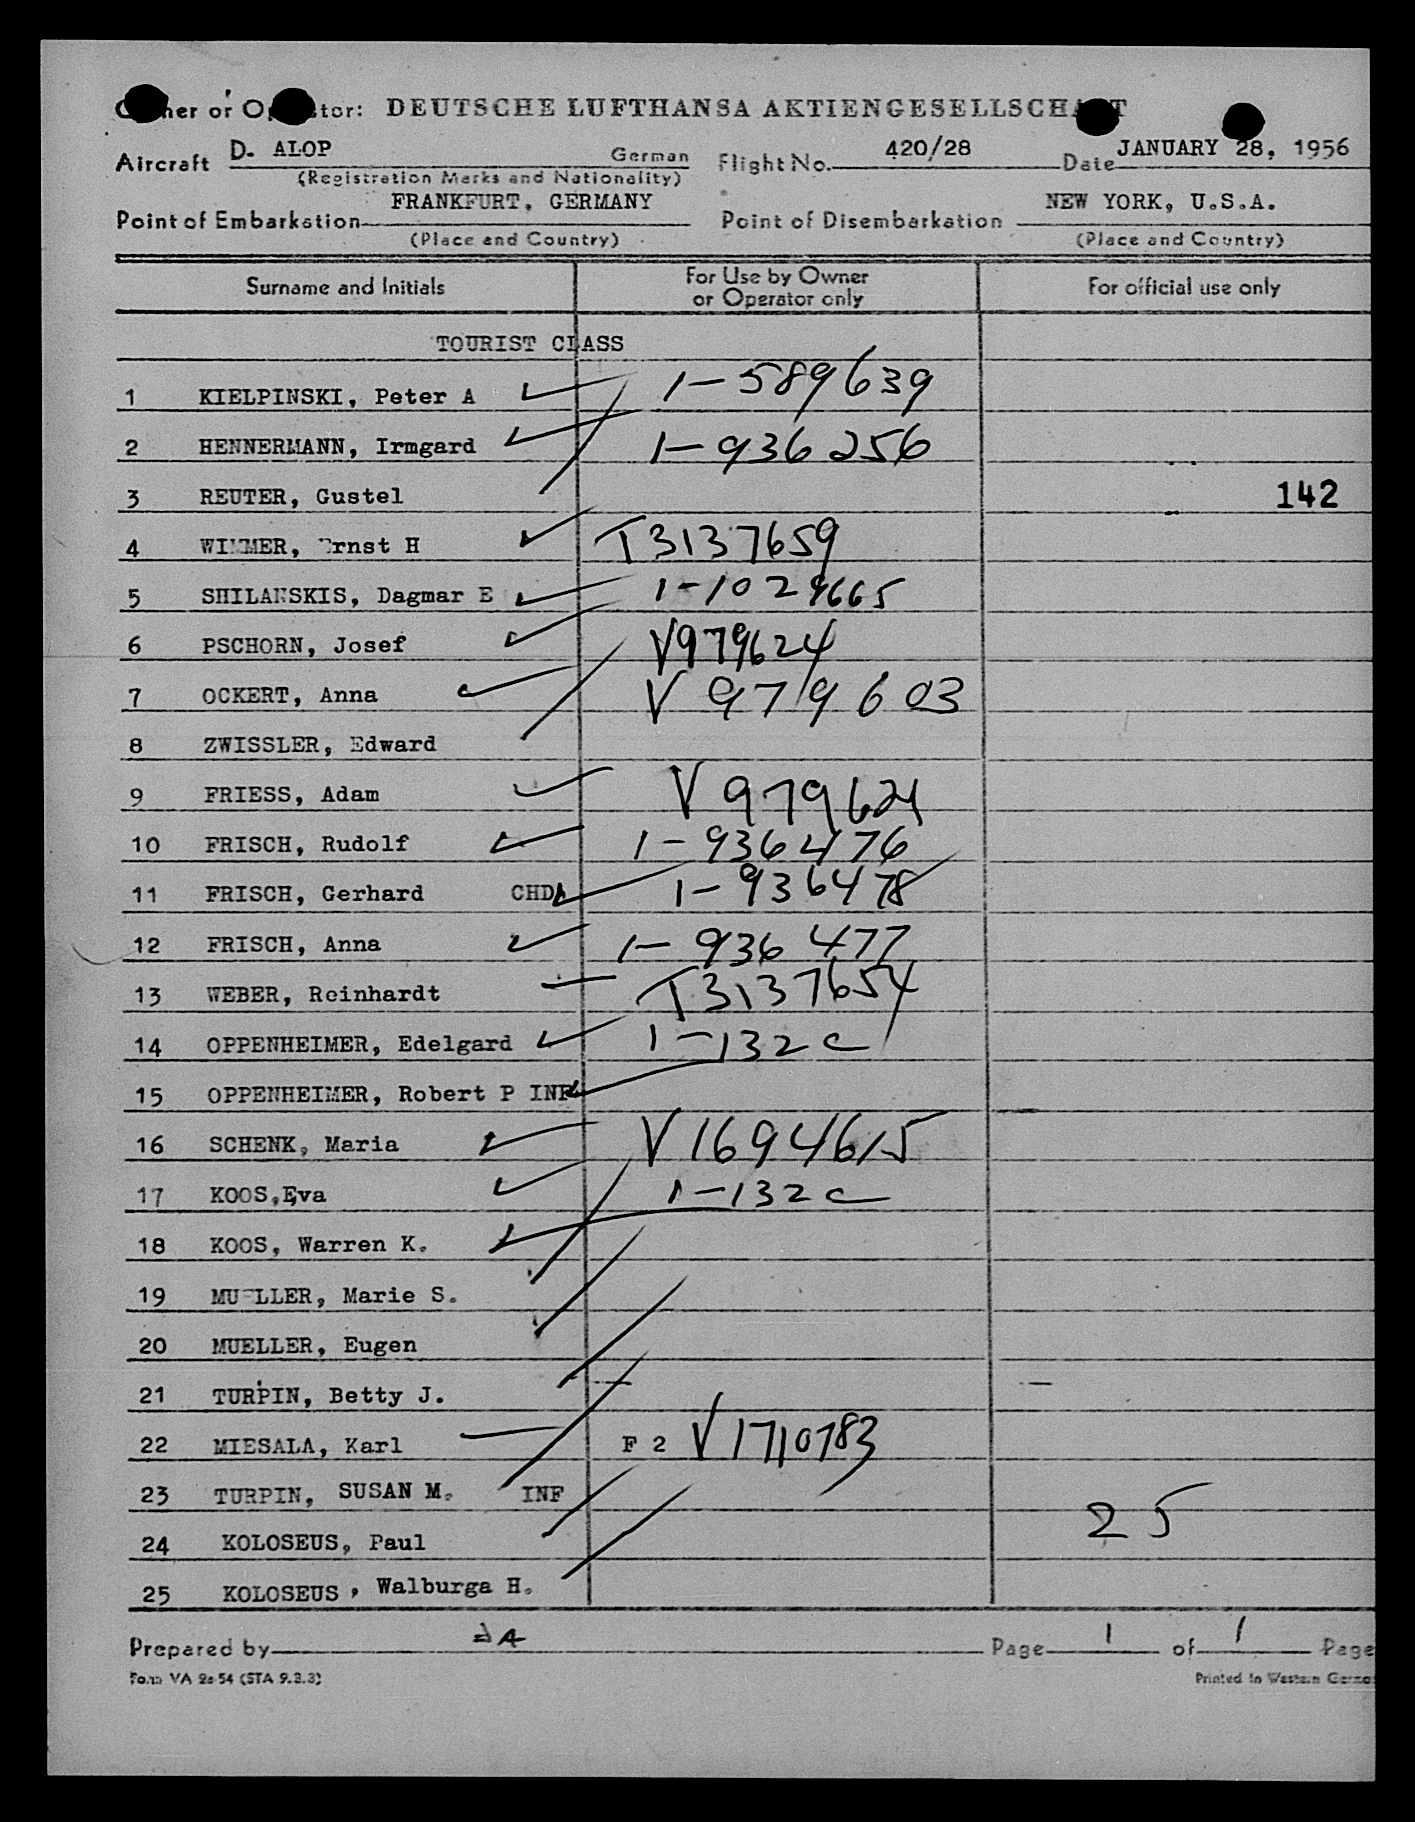 Owner or Operator: DEUTSCHE LUFTHANSA AKTIENGESELLSCHAFT
Aircraft D- ALOP German Flight No. 420/28 Date JANUARY 28, 1956
(Registration Marks and Nationality)
Point of Embarkation FRANKFURT, GERMANY Point of Disembarkation NEW YORK, U.S.A.
(Place and Country) (Place and Country)
Surname and Initials For Use by Owner or Operator only For official use only
TOURIST CLASS
1 KIELPINSKI, Peter A 1-589639
2 HENNERMANN, Irmgard 1-936256
3 REUTER, Gustel 142
4 WIMMER, Ernst H T3137659
5 SHILANSKIS, Dagmar E 1-1029665
6 PSCHORN, Josef V979624
7 OCKERT, Anna V979603
8 ZWISSLER, Edward
9 FRIESS, Adam V979621
10 FRISCH, Rudolf 1-936476
11 FRISCH, Gerhard CHDA 1-936478
12 FRISCH, Anna 1-936 477
13 WEBER, Reinhardt T3137654
14 OPPENHEIMER, Edelgard 1-132c
15 OPPENHEIMER, Robert P INF
16 SCHENK, Maria V1694615
17 KOOS,Eva 1-132c
18 KOOS, Warren K.
19 MUELLER, Marie S.
20 MUELLER, Eugen
21 TURPIN, Betty J.
22 MIESALA, Karl F 2 V1710783
23 TURPIN, SUSAN M. INF
24 KOLOSEUS, Paul 25
25 KOLOSEUS, Walburga H.
Prepared by Page 1 of 1 Page
Form VA 2c 54 (STA 9.3.3) Printed in Western